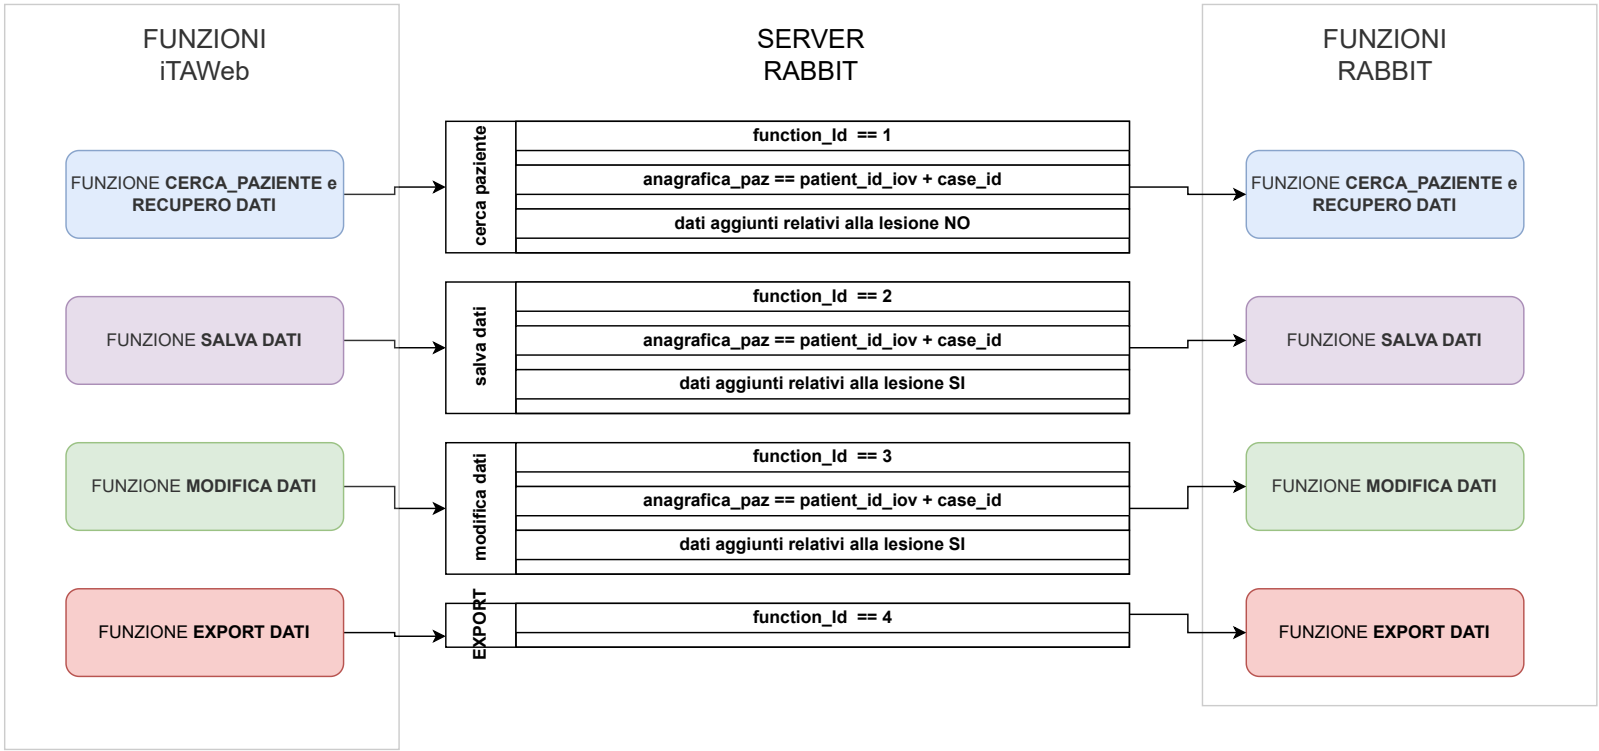 FUNZIONI
iTAWeb
SERVER
RABBIT
FUNZIONI
RABBIT
FUNZIONE CERCA_PAZIENTE e
RECUPERO DATI
cerca paziente
function_Id == 1
anagrafica_paz == patient_id_iov + case_id
dati aggiunti relativi alla lesione NO
FUNZIONE CERCA_PAZIENTE e
RECUPERO DATI
FUNZIONE SALVA DATI
salva dati
function_Id == 2
anagrafica_paz == patient_id_iov + case_id
dati aggiunti relativi alla lesione SI
FUNZIONE SALVA DATI
FUNZIONE MODIFICA DATI
modifica dati
function_Id == 3
anagrafica_paz == patient_id_iov + case_id
dati aggiunti relativi alla lesione SI
FUNZIONE MODIFICA DATI
FUNZIONE EXPORT DATI
EXPORT
function_Id == 4
FUNZIONE EXPORT DATI